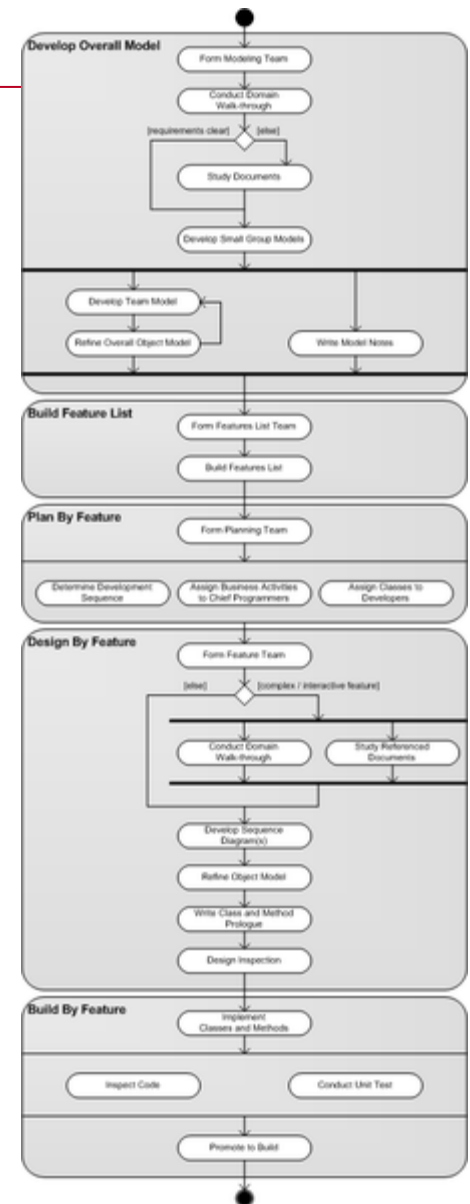 Develop Overall Model
Form Modeling Team
Conduct Domain
Walk-through
[requirements clear]
[else]
Study Documents
Develop Small Group Models
Develop Team Model
Refine Overall Object Model
Write Model Notes
Build Feature List
Form Features List Team
Build Features List
Plan By Feature
Form Planning Team
Determine Development
Sequence
Assign Business Activities
to Chief Programmers
Assign Classes to
Developers
Design By Feature
Form Feature Team
[else]
[complex / interactive feature]
Conduct Domain
Walk-through
Study Referenced
Documents
Develop Sequence
Diagram(s)
Refine Object Model
Write Class and Method
Prologue
Design Inspection
Build By Feature
Implement
Classes and Methods
Inspect Code
Conduct Unit Test
Promote to Build